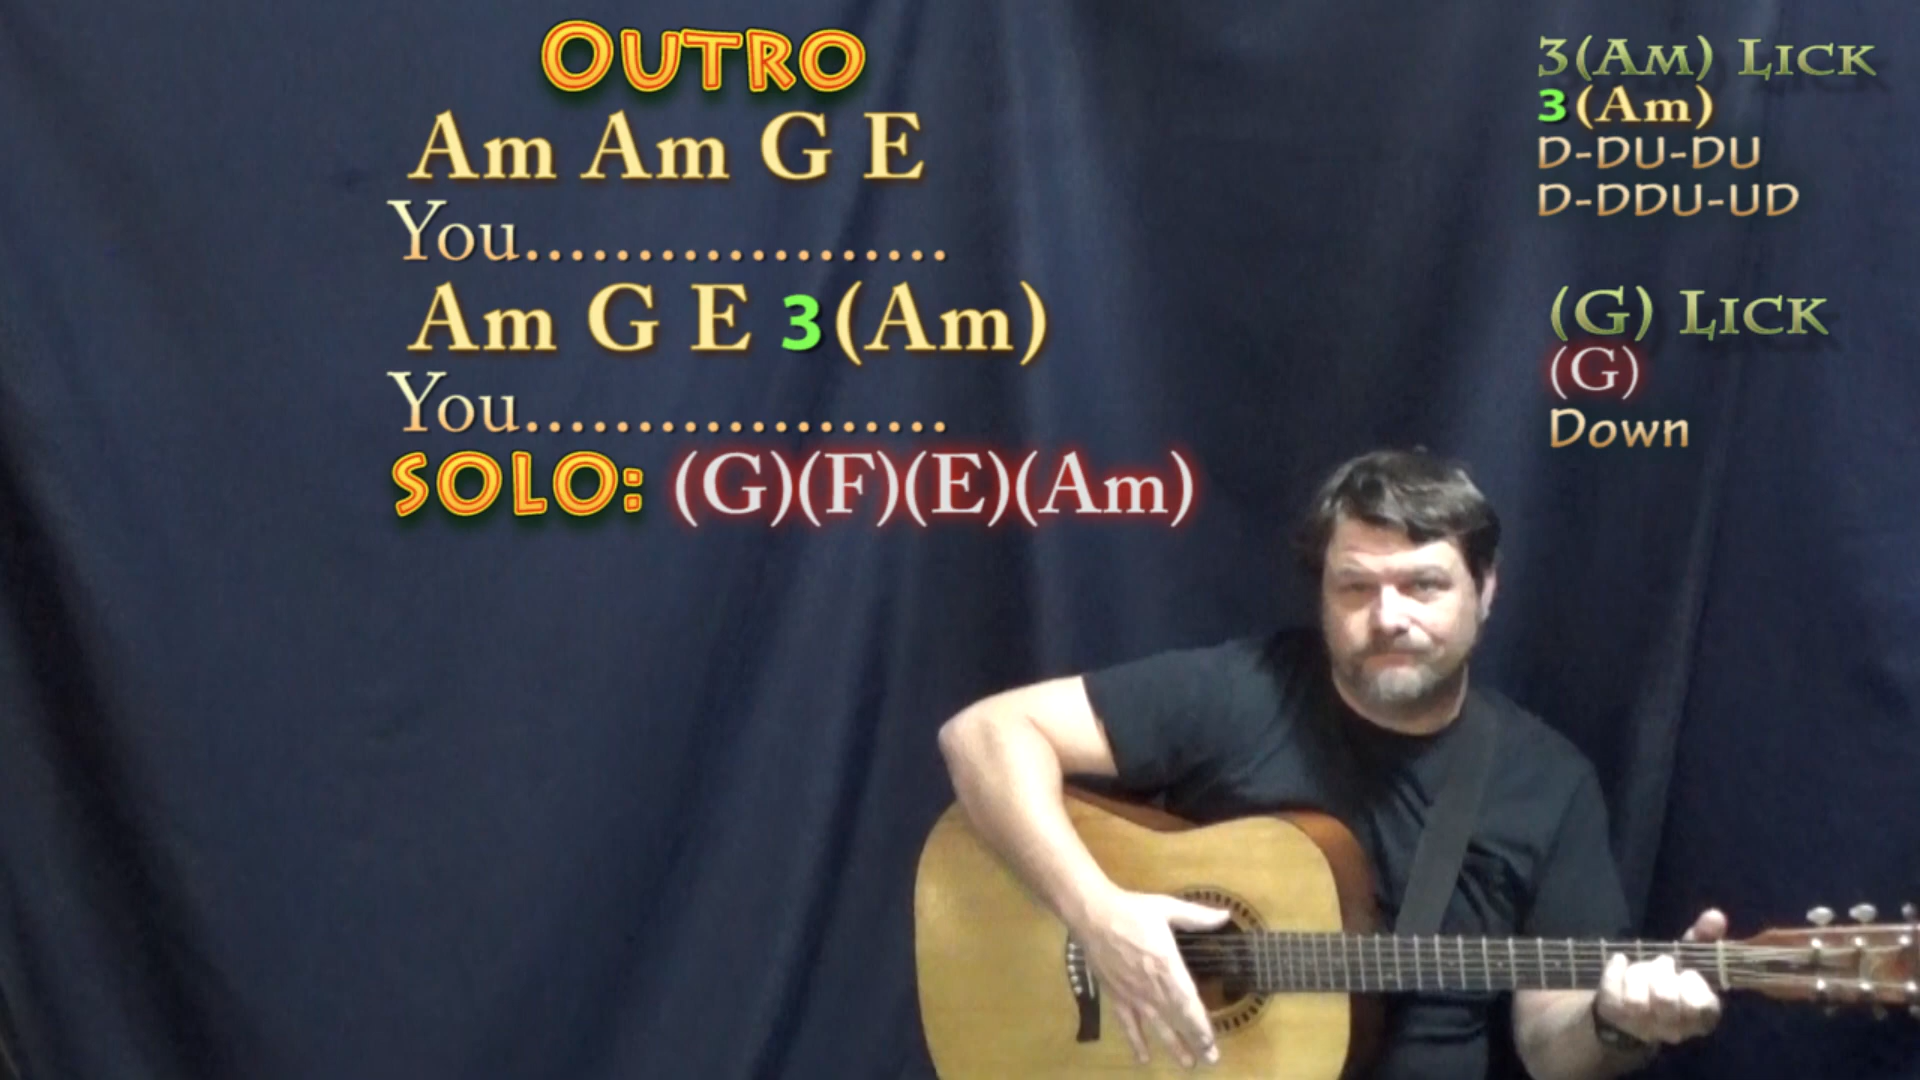 OUTRO
Am Am G E
You...................
Am G E 3(Am)
You...................
SOLO: (G)(F)(E)(Am)
3(AM) LICK
3(Am)
D-DU-DU
D-DDU-UD
(G) LICK
(G)
Down